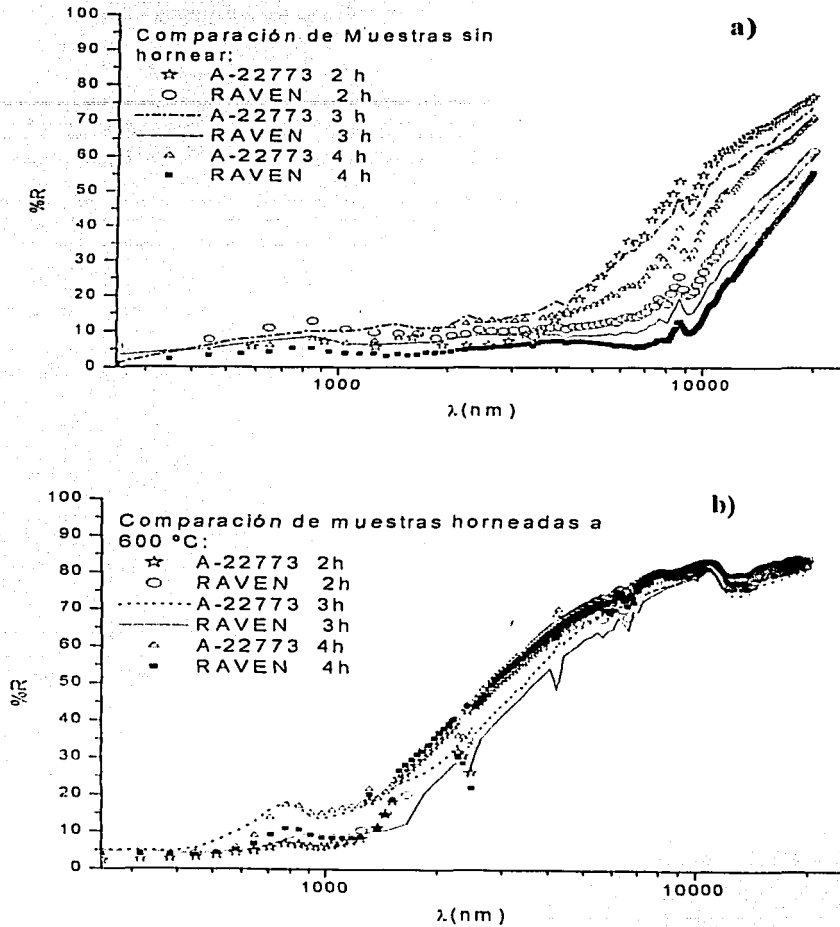 a)
Comparación de Muestras sin
hornear:
A-22773 2 h
RAVEN 2 h
A-22773 3 h
RAVEN 3 h
A-22773 4 h
RAVEN 4 h
100
90
80
70
60
50
40
30
20
10
0
%R
1000
10000
λ(nm)
b)
Comparación de muestras horneadas a
600 ºC:
A-22773 2h
RAVEN 2h
A-22773 3h
RAVEN 3h
A-22773 4h
RAVEN 4h
100
90
80
70
60
50
40
30
20
10
0
%R
1000
10000
λ(nm)